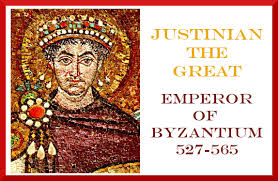 JUSTINIAN
THE
GREAT
EMPEROR
OF
BYZANTIUM
527-565